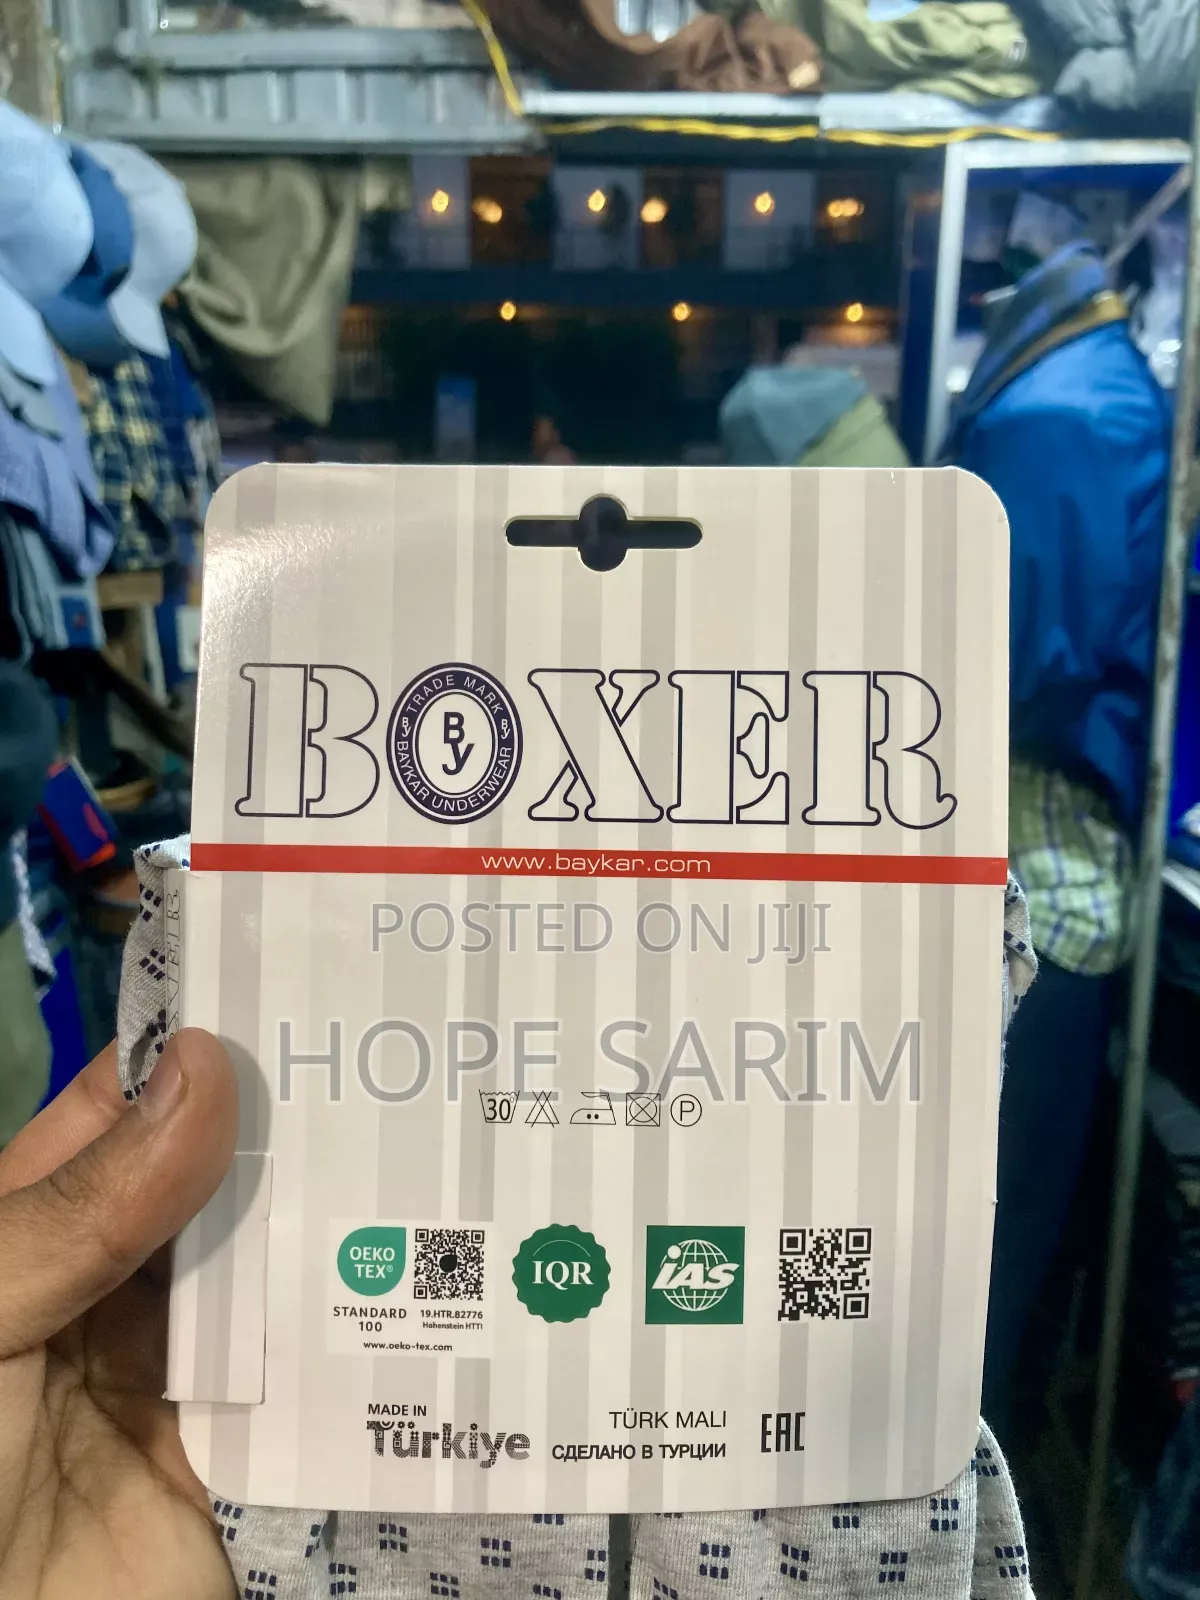 BOXER
TRADE MARK
BY BY
BY
BAYKAR UNDERWEAR
www.baykar.com
POSTED ON JIJI
HOPE SARIM
30 P
OEKO
TEX®
IQR
iAS
STANDARD
100
19.HTR.82776
Hohenstein HTTI
www.oeko-tex.com
MADE IN
Türkiye
TÜRK MALI
СДЕЛАНО В ТУРЦИИ
EAC